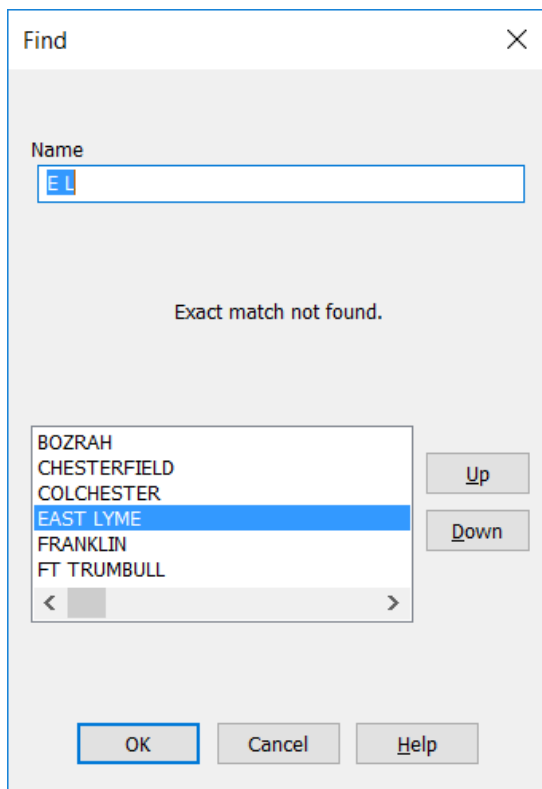 Find
Name
E L
Exact match not found.
BOZRAH
CHESTERFIELD
COLCHESTER
EAST LYME
FRANKLIN
FT TRUMBULL
Up
Down
OK Cancel Help